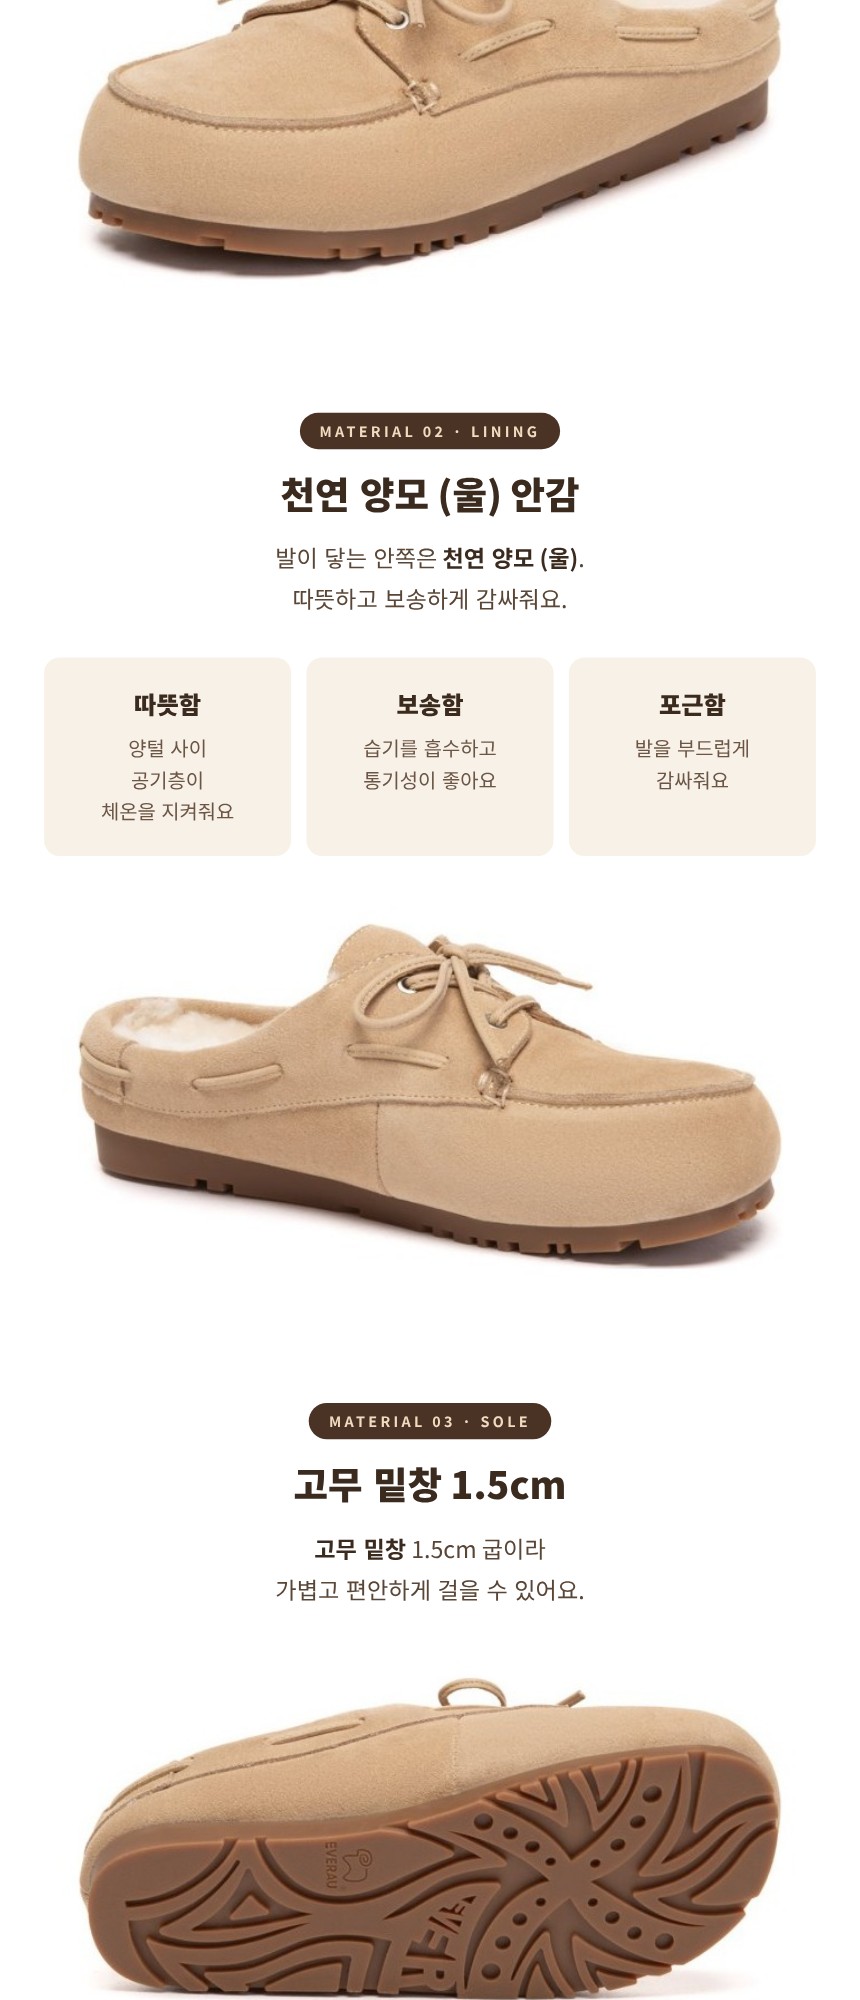 MATERIAL 02 · LINING
천연 양모 (울) 안감
발이 닿는 안쪽은 천연 양모 (울).
따뜻하고 보송하게 감싸줘요.
따뜻함
양털 사이
공기층이
체온을 지켜줘요
보송함
습기를 흡수하고
통기성이 좋아요
포근함
발을 부드럽게
감싸줘요
MATERIAL 03 · SOLE
고무 밑창 1.5cm
고무 밑창 1.5cm 굽이라
가볍고 편안하게 걸을 수 있어요.
EVERAU